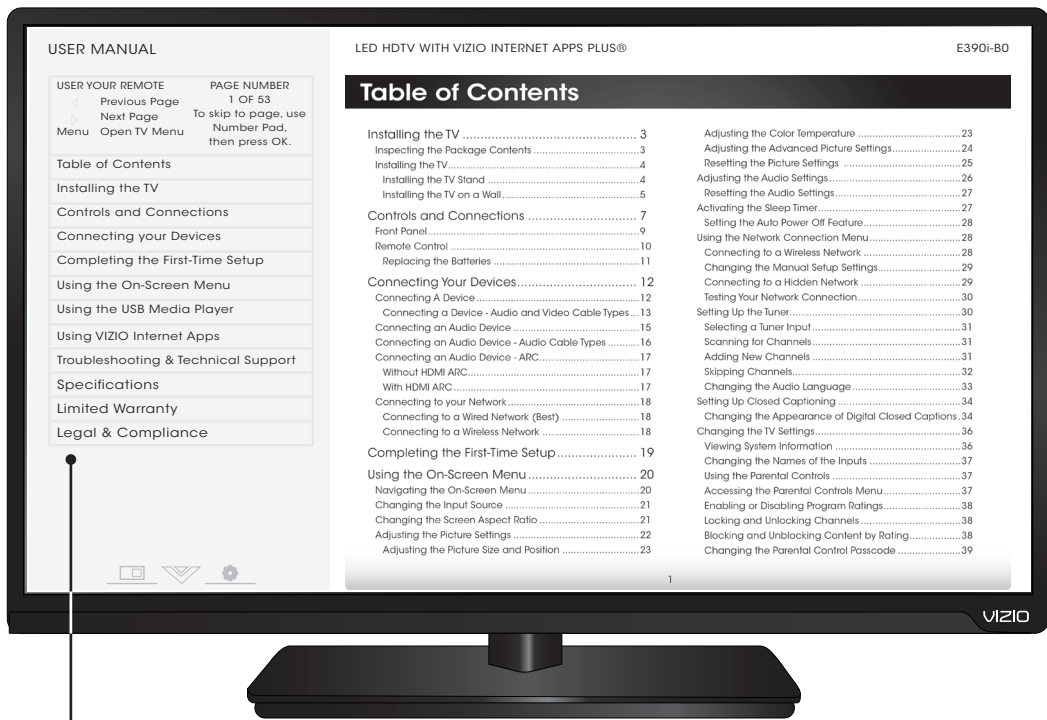 USER MANUAL
USER YOUR REMOTE
Previous Page
Next Page
Menu Open TV Menu
PAGE NUMBER
1 OF 53
To skip to page, use
Number Pad,
then press OK.
Table of Contents
Installing the TV
Controls and Connections
Connecting your Devices
Completing the First-Time Setup
Using the On-Screen Menu
Using the USB Media Player
Using VIZIO Internet Apps
Troubleshooting & Technical Support
Specifications
Limited Warranty
Legal & Compliance
LED HDTV WITH VIZIO INTERNET APPS PLUS®
E390i-B0
Table of Contents
Installing the TV ..................................... 3
Inspecting the Package Contents ...........................3
Installing the TV.................................................4
Installing the TV Stand .......................................4
Installing the TV on a Wall...................................5
Controls and Connections ....................... 7
Front Panel......................................................9
Remote Control ................................................10
Replacing the Batteries .....................................11
Connecting Your Devices......................... 12
Connecting A Device..........................................12
Connecting a Device - Audio and Video Cable Types...13
Connecting an Audio Device ................................15
Connecting an Audio Device - Audio Cable Types .........16
Connecting an Audio Device - ARC.........................17
Without HDMI ARC...........................................17
With HDMI ARC...............................................17
Connecting to your Network.................................18
Connecting to a Wired Network (Best) ...................18
Connecting to a Wireless Network ........................18
Completing the First-Time Setup................. 19
Using the On-Screen Menu ....................... 20
Navigating the On-Screen Menu............................20
Changing the Input Source...................................21
Changing the Screen Aspect Ratio .........................21
Adjusting the Picture Settings ...............................22
Adjusting the Picture Size and Position ...................23
Adjusting the Color Temperature ..........................23
Adjusting the Advanced Picture Settings..................24
Resetting the Picture Settings .............................25
Adjusting the Audio Settings.................................26
Resetting the Audio Settings...............................27
Activating the Sleep Timer...................................27
Setting the Auto Power Off Feature.......................28
Using the Network Connection Menu......................28
Connecting to a Wireless Network ........................28
Changing the Manual Setup Settings......................29
Connecting to a Hidden Network .........................29
Testing Your Network Connection.........................30
Setting Up the Tuner..........................................30
Selecting a Tuner Input.....................................31
Scanning for Channels......................................31
Adding New Channels ......................................31
Skipping Channels..........................................32
Changing the Audio Language............................33
Setting Up Closed Captioning ...............................34
Changing the Appearance of Digital Closed Captions.34
Changing the TV Settings....................................36
Viewing System Information ...............................36
Changing the Names of the Inputs ........................37
Using the Parental Controls ................................37
Accessing the Parental Controls Menu....................37
Enabling or Disabling Program Ratings....................38
Locking and Unlocking Channels ..........................38
Blocking and Unblocking Content by Rating..............38
Changing the Parental Control Passcode .................39
1
VIZIO